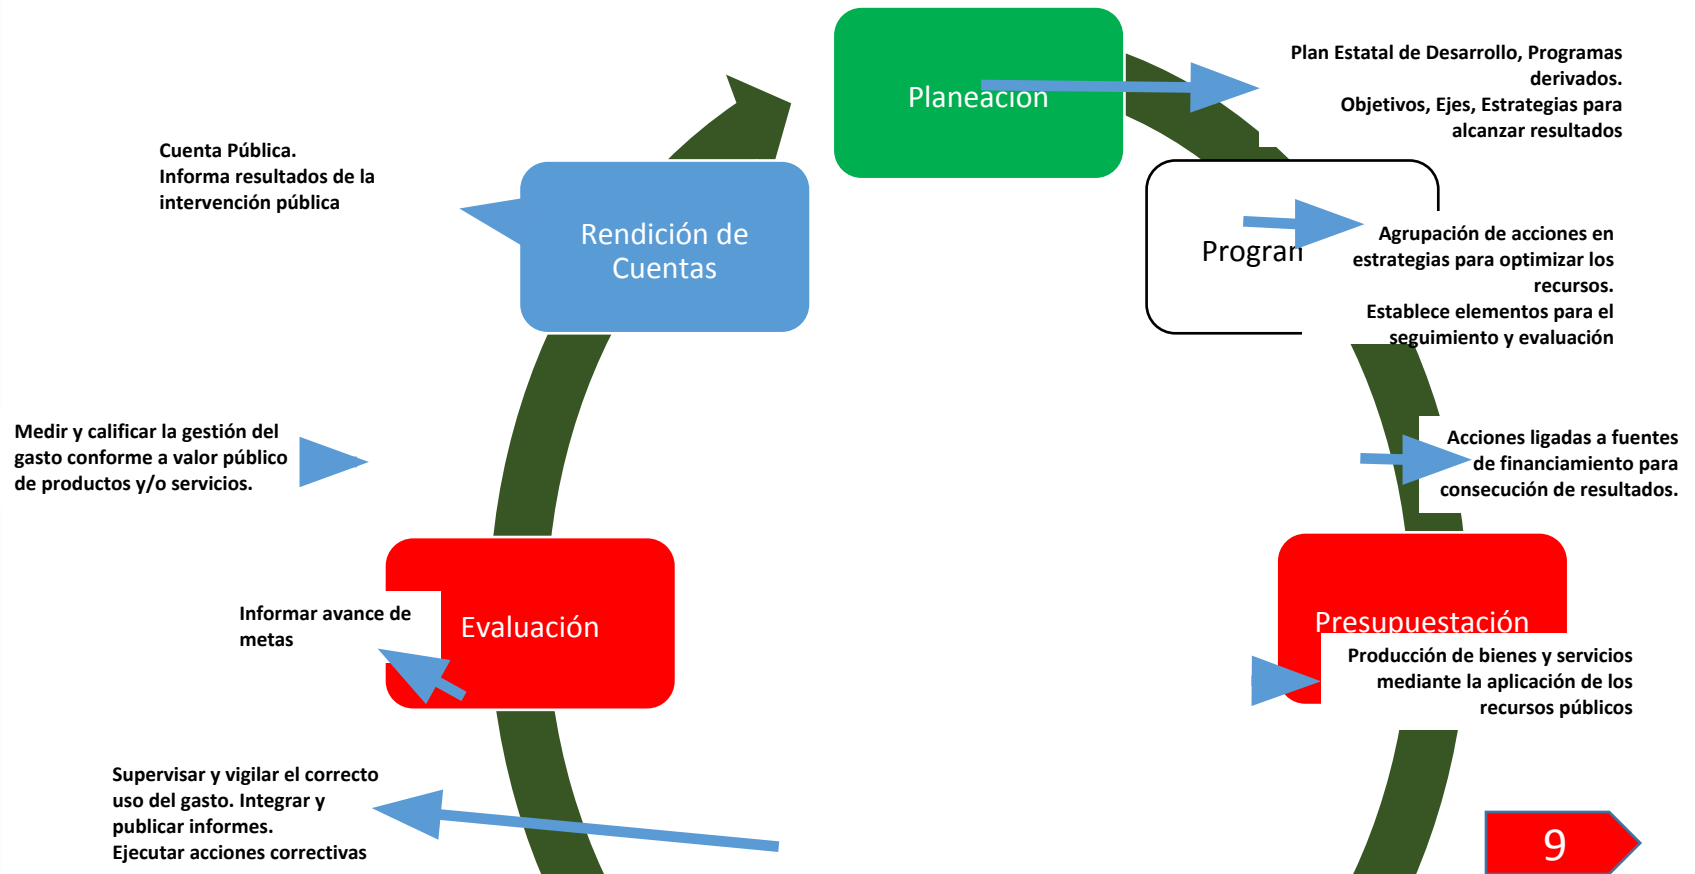 Planeación
Plan Estatal de Desarrollo, Programas
derivados.
Objetivos, Ejes, Estrategias para
alcanzar resultados
Cuenta Pública.
Informa resultados de la
intervención pública
Rendición de
Cuentas
Agrupación de acciones en
estrategias para optimizar los
recursos.
Establece elementos para el
seguimiento y evaluación
Medir y calificar la gestión del
gasto conforme a valor público
de productos y/o servicios.
Acciones ligadas a fuentes
de financiamiento para
consecución de resultados.
Informar avance de
metas
Evaluación
Presupuestación
Producción de bienes y servicios
mediante la aplicación de los
recursos públicos
Supervisar y vigilar el correcto
uso del gasto. Integrar y
publicar informes.
Ejecutar acciones correctivas
9